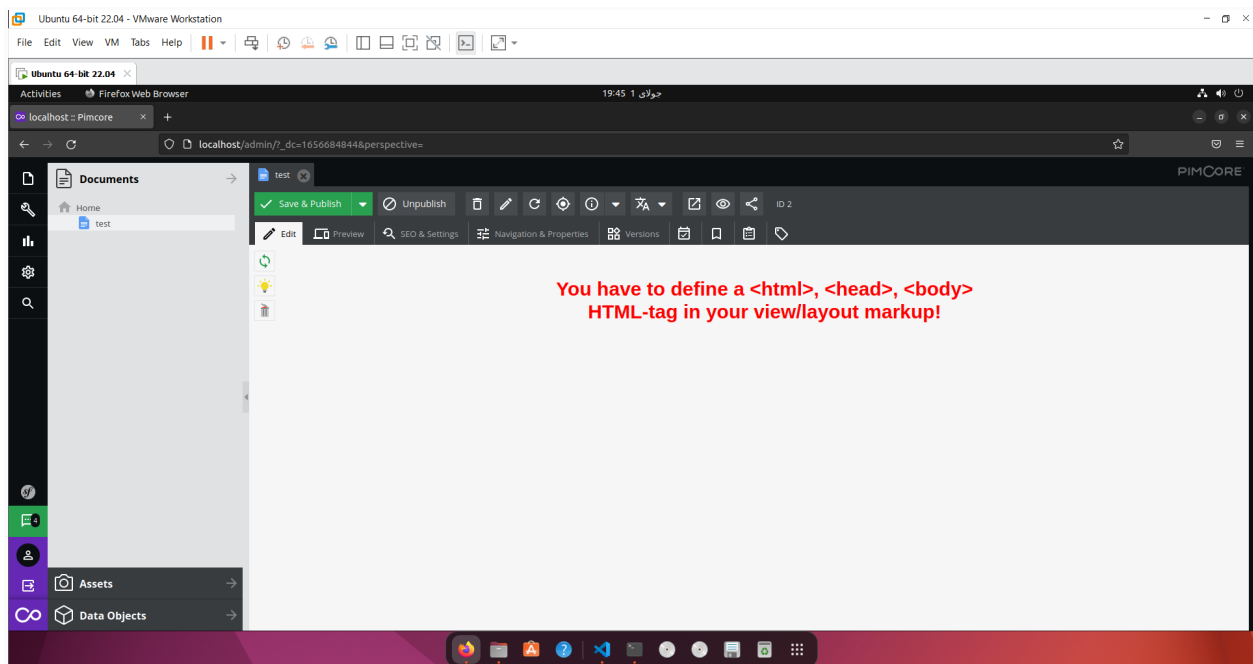 Ubuntu 64-bit 22.04 - VMware Workstation
File Edit View VM Tabs Help
Ubuntu 64-bit 22.04
Activities Firefox Web Browser جولای 1 19:45
localhost :: Pimcore
localhost/admin/?_dc=1656684844&perspective=
Documents
test
PIMCORE
Home
test
Save & Publish Unpublish ID 2
Edit Preview SEO & Settings Navigation & Properties Versions
You have to define a <html>, <head>, <body>
HTML-tag in your view/layout markup!
sf
4
Assets
Data Objects